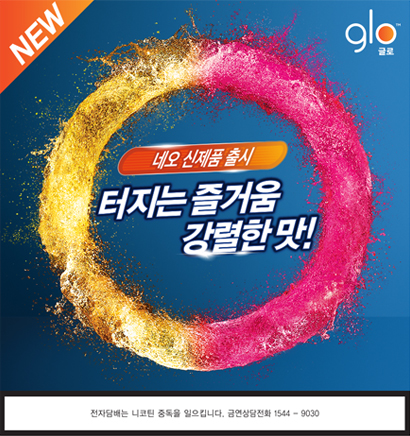 NEW
glo™
글로
네오 신제품 출시
터지는 즐거움
강렬한 맛!
전자담배는 니코틴 중독을 일으킵니다. 금연상담전화 1544 - 9030